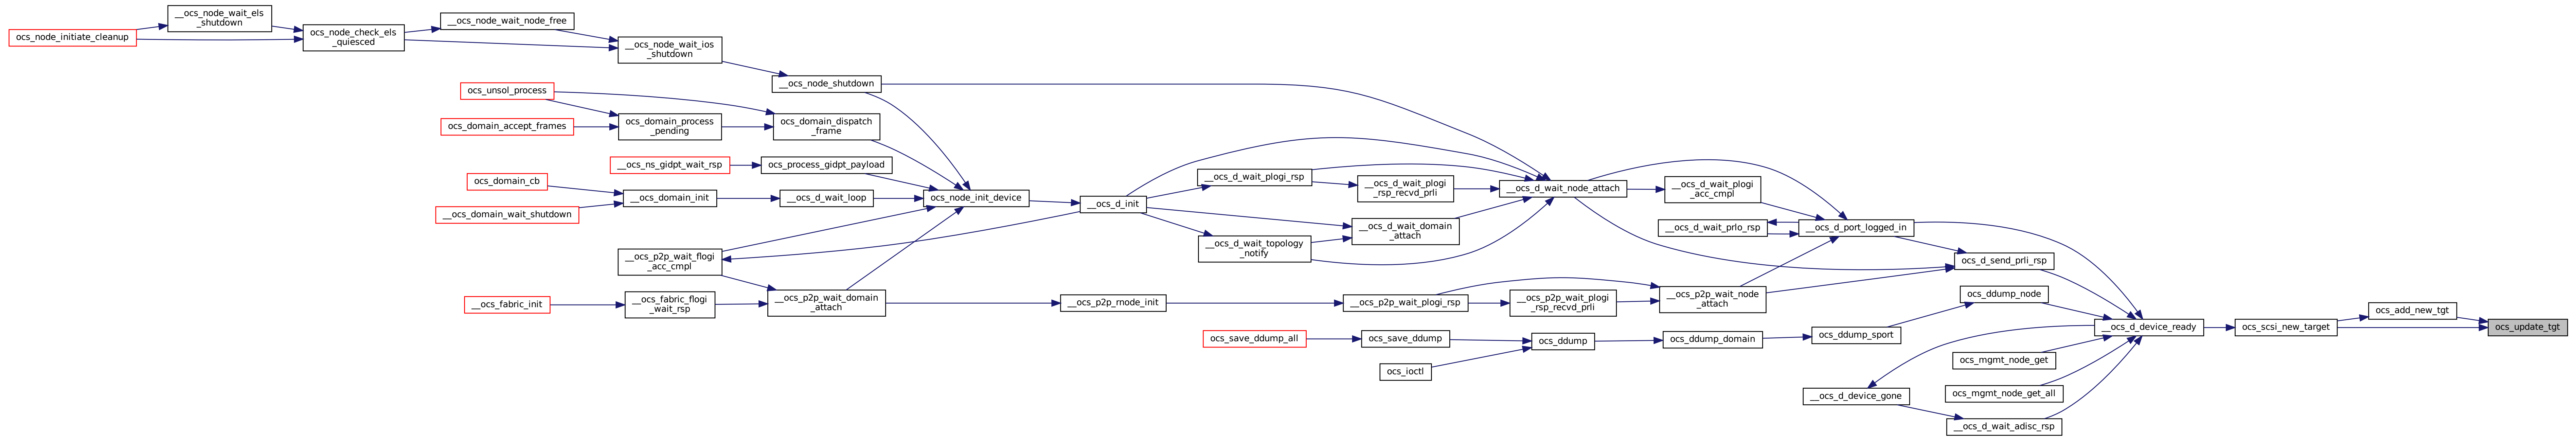 ocs_node_initiate_cleanup
__ocs_node_wait_els
_shutdown
ocs_node_check_els
_quiesced
__ocs_node_wait_node_free
__ocs_node_wait_ios
_shutdown
__ocs_node_shutdown
ocs_unsol_process
ocs_domain_accept_frames
ocs_domain_process
_pending
ocs_domain_dispatch
_frame
__ocs_ns_gidpt_wait_rsp
ocs_process_gidpt_payload
ocs_domain_cb
__ocs_domain_wait_shutdown
__ocs_domain_init
__ocs_d_wait_loop
ocs_node_init_device
__ocs_p2p_wait_flogi
_acc_cmpl
__ocs_fabric_init
__ocs_fabric_flogi
_wait_rsp
__ocs_p2p_wait_domain
_attach
__ocs_d_init
__ocs_p2p_mode_init
__ocs_d_wait_plogi_rsp
__ocs_d_wait_topology
_notify
__ocs_d_wait_plogi
_rsp_recvd_prli
__ocs_d_wait_domain
_attach
__ocs_p2p_wait_plogi_rsp
__ocs_p2p_wait_plogi
_rsp_recvd_prli
ocs_save_ddump_all
ocs_save_ddump
ocs_ioctl
ocs_ddump
__ocs_d_wait_node_attach
__ocs_d_wait_plogi
_acc_cmpl
__ocs_d_wait_prlo_rsp
__ocs_p2p_wait_node
_attach
ocs_ddump_domain
__ocs_d_port_logged_in
ocs_ddump_sport
__ocs_d_device_gone
ocs_d_send_prli_rsp
ocs_ddump_node
ocs_mgmt_node_get
ocs_mgmt_node_get_all
__ocs_d_wait_adisc_rsp
__ocs_d_device_ready
ocs_scsi_new_target
ocs_add_new_tgt
ocs_update_tgt